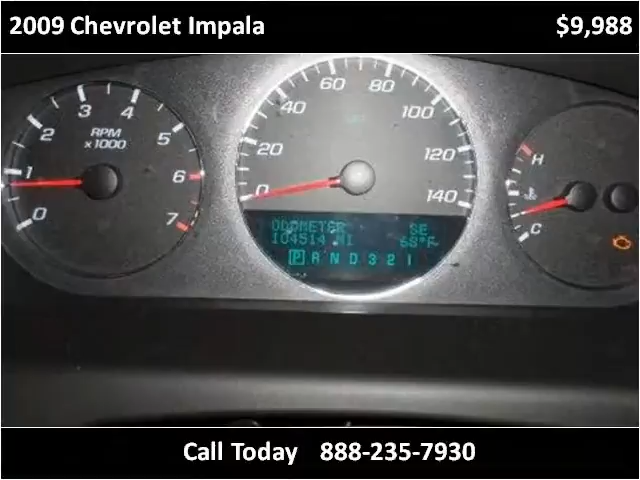 2009 Chevrolet Impala $9,988
0 1 2 3 4 5 6 7
RPM
x1000
0 20 40 60 80 100 120 140
ODOMETER SE
104514 MI 68°F
P R N D 3 2 1
H
C
Call Today 888-235-7930